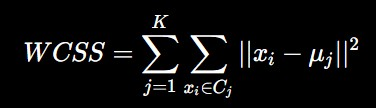 WCSS = \sum_{j=1}^{K} \sum_{x_i \in C_j} ||x_i - \mu_j||^2